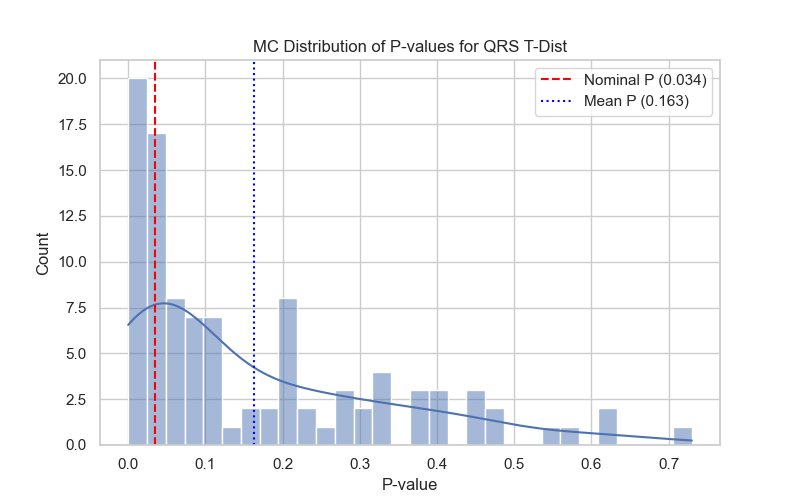 MC Distribution of P-values for QRS T-Dist
Nominal P (0.034)
Mean P (0.163)
20.0
17.5
15.0
12.5
10.0
7.5
5.0
2.5
0.0
Count
0.0 0.1 0.2 0.3 0.4 0.5 0.6 0.7
P-value